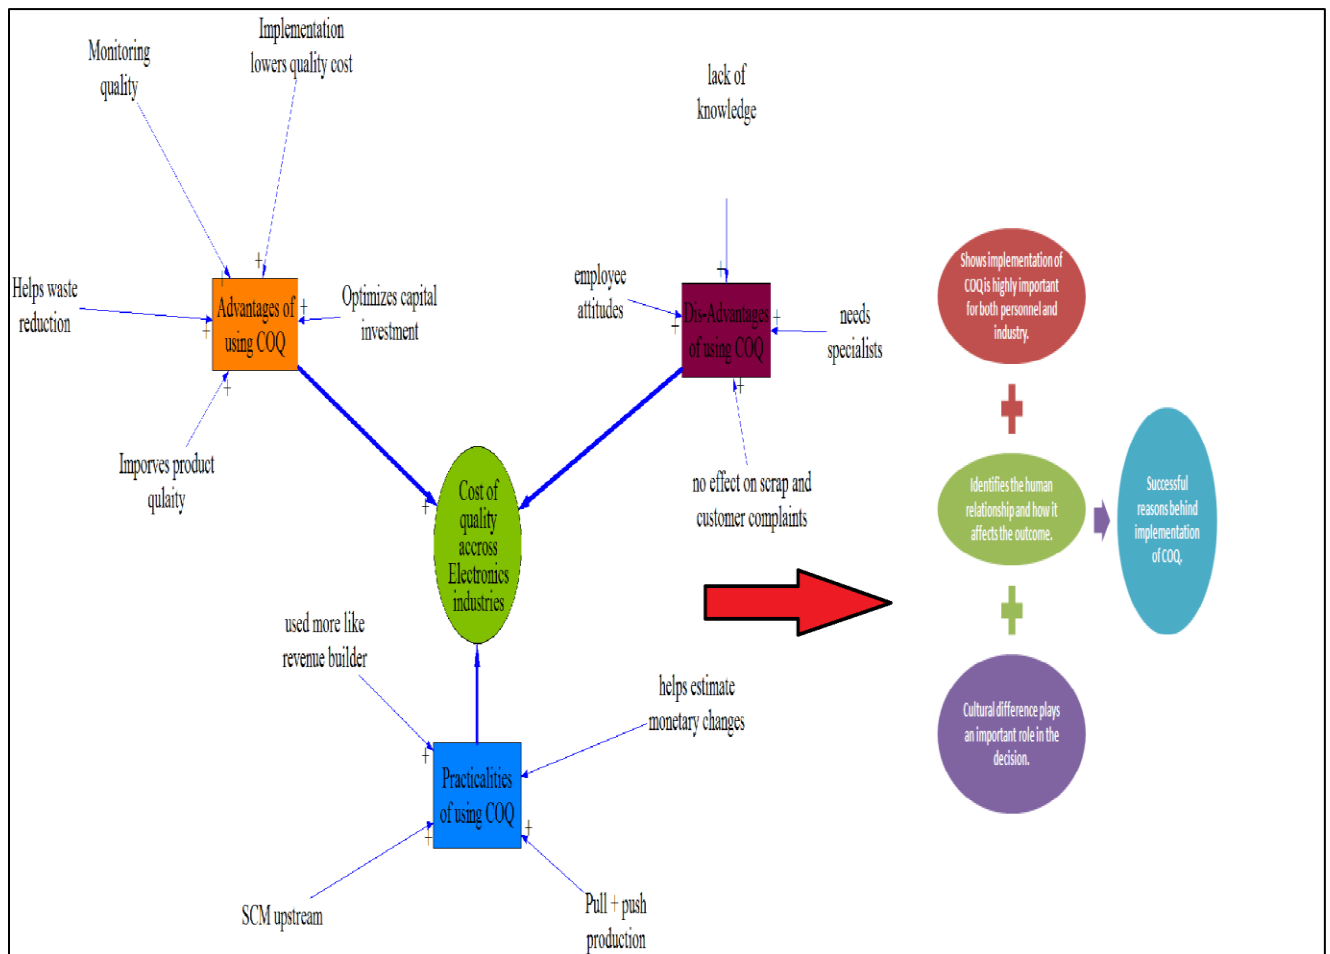 Monitoring
quality
Implementation
lowers quality cost
lack of
knowledge
Helps waste
reduction
Advantages of
using COQ
Optimizes capital
investment
employee
attitudes
Dis-Advantages
of using COQ
needs
specialists
Imporves product
qulaity
no effect on scrap and
customer complaints
Cost of
quality
accross
Electronics
industries
used more like
revenue builder
helps estimate
monetary changes
Practicalities
of using COQ
SCM upstream
Pull + push
production
Shows implementation of
COQ is highly important
for both personnel and
industry.
Identifies the human
relationship and how it
affects the outcome.
Cultural difference plays
an important role in the
decision.
Successful
reasons behind
implementation
of COQ.